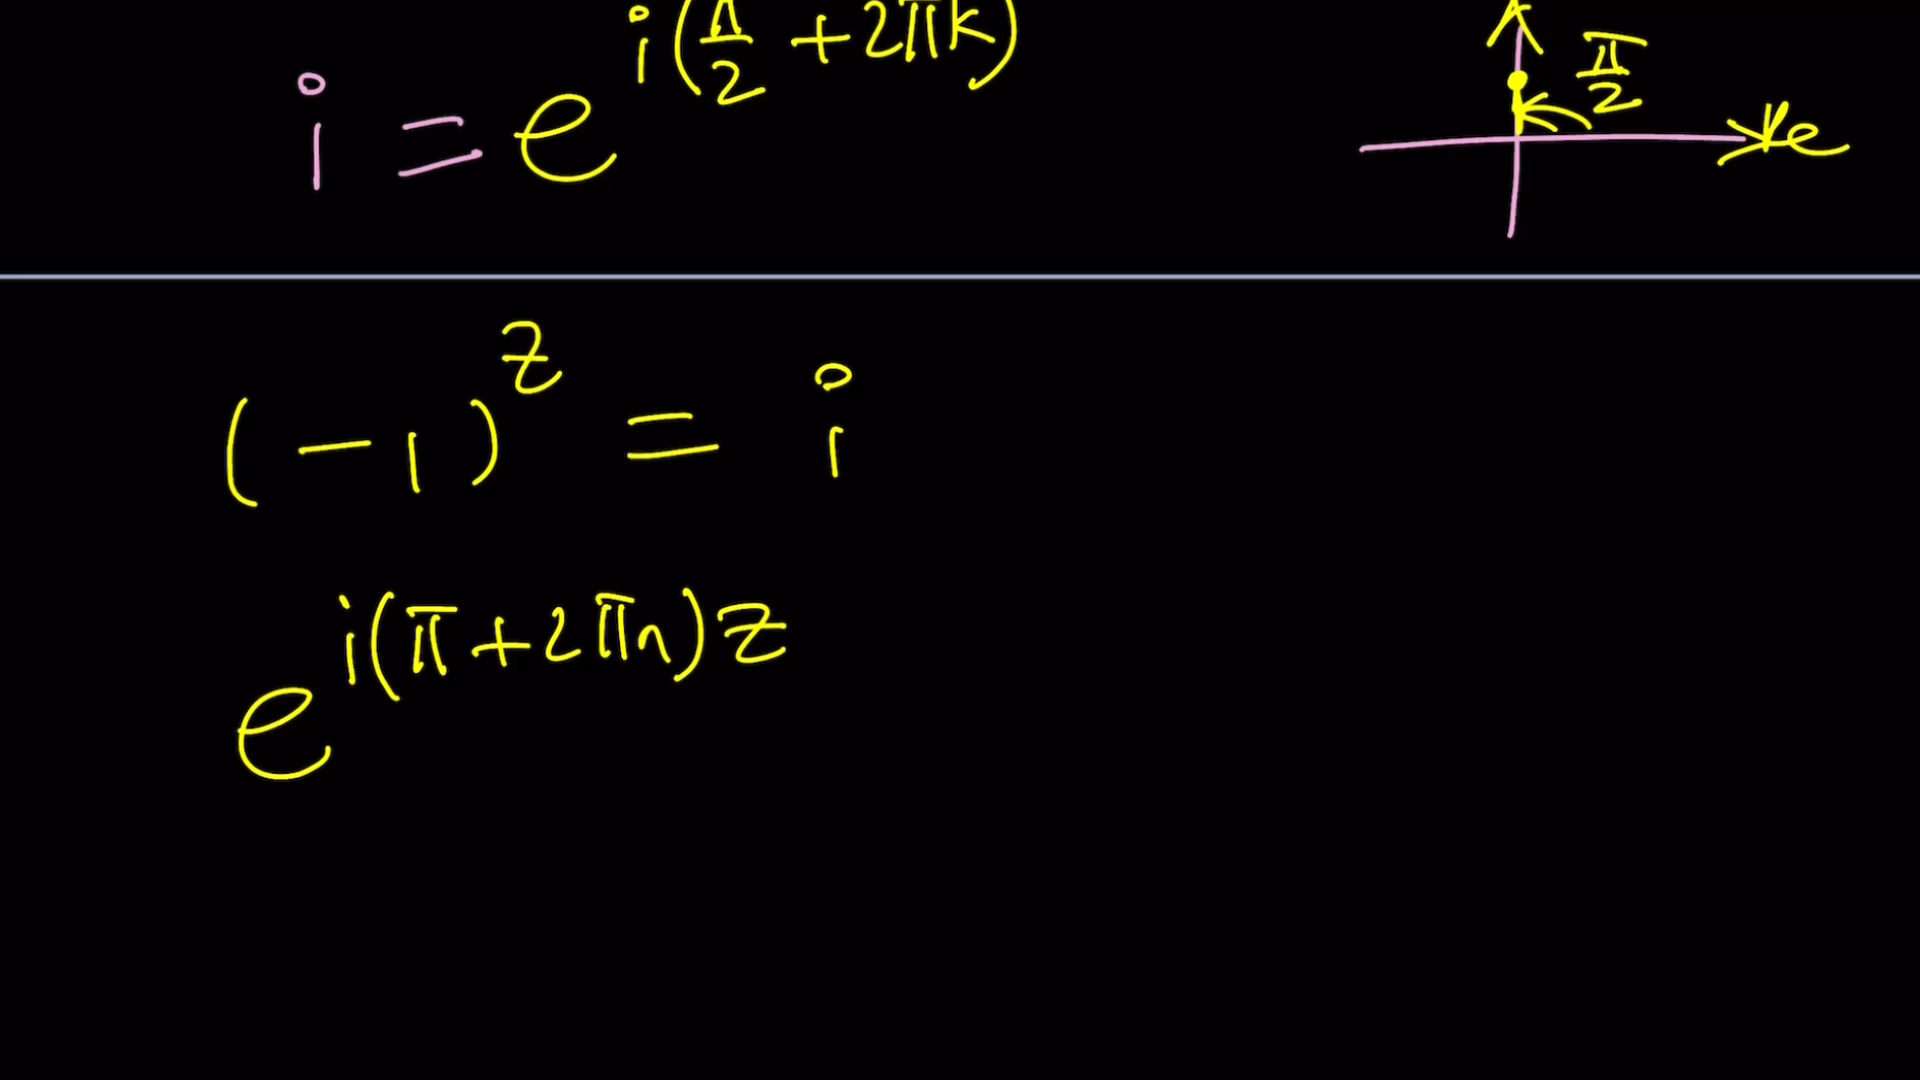 i = e^{i(π/2 + 2πk)}
π/2
(-1)^z = i
e^{i(π+2πn)z}